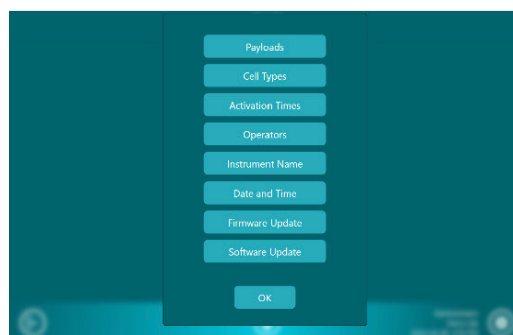 Payloads
Cell Types
Activation Times
Operators
Instrument Name
Date and Time
Firmware Update
Software Update
OK